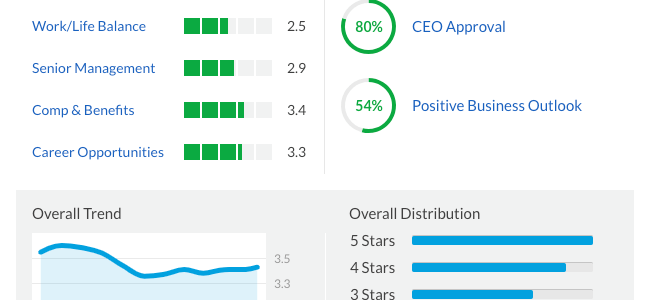 Work/Life Balance 2.5
Senior Management 2.9
Comp & Benefits 3.4
Career Opportunities 3.3
80% CEO Approval
54% Positive Business Outlook
Overall Trend
3.5
3.3
Overall Distribution
5 Stars
4 Stars
3 Stars